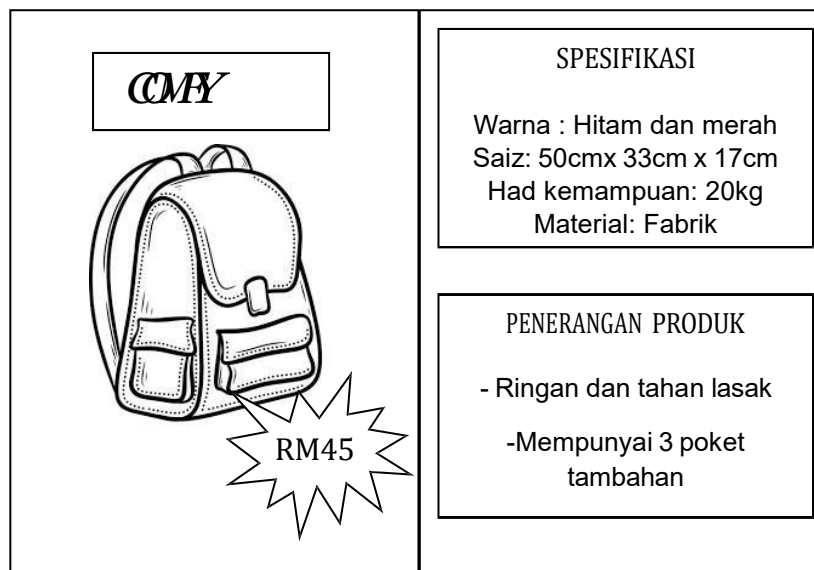 COMFY
RM45
SPESIFIKASI
Warna : Hitam dan merah
Saiz: 50cmx 33cm x 17cm
Had kemampuan: 20kg
Material: Fabrik
PENERANGAN PRODUK
- Ringan dan tahan lasak
-Mempunyai 3 poket
tambahan